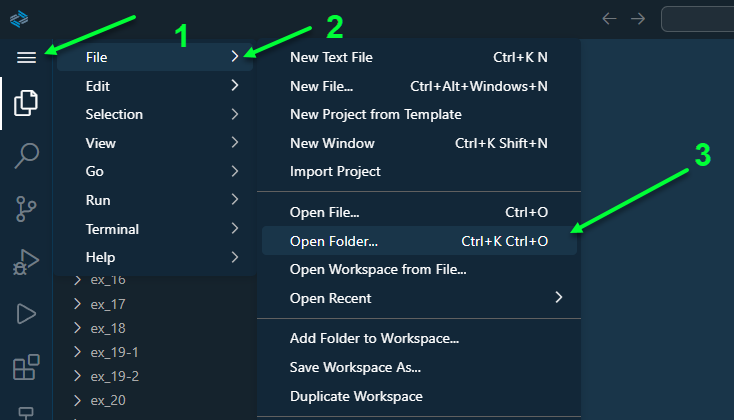 1
2
3
File
Edit
Selection
View
Go
Run
Terminal
Help
New Text File Ctrl+K N
New File... Ctrl+Alt+Windows+N
New Project from Template
New Window Ctrl+K Shift+N
Import Project
Open File... Ctrl+O
Open Folder... Ctrl+K Ctrl+O
Open Workspace from File...
Open Recent
Add Folder to Workspace...
Save Workspace As...
Duplicate Workspace
ex_16
ex_17
ex_18
ex_19-1
ex_19-2
ex_20